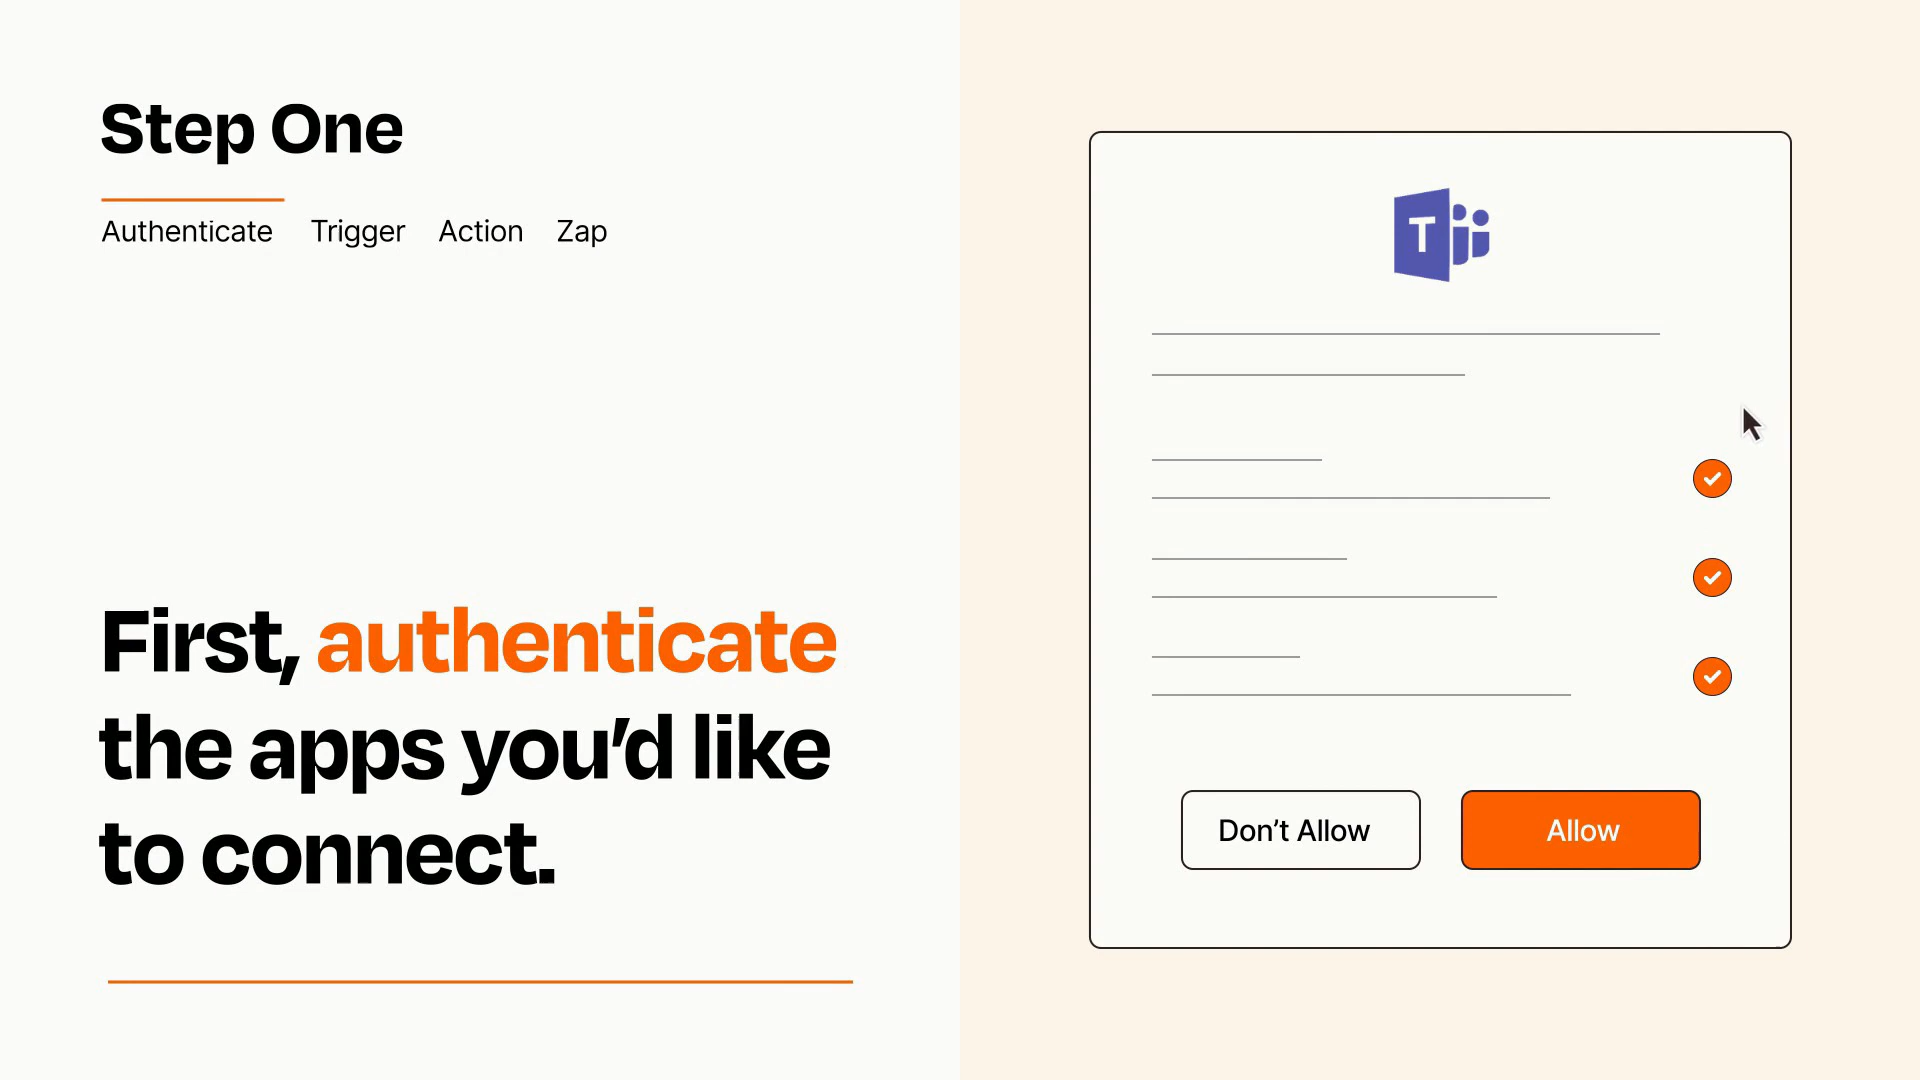 Step One
Authenticate Trigger Action Zap
First, authenticate
the apps you’d like
to connect.
T
Don’t Allow
Allow